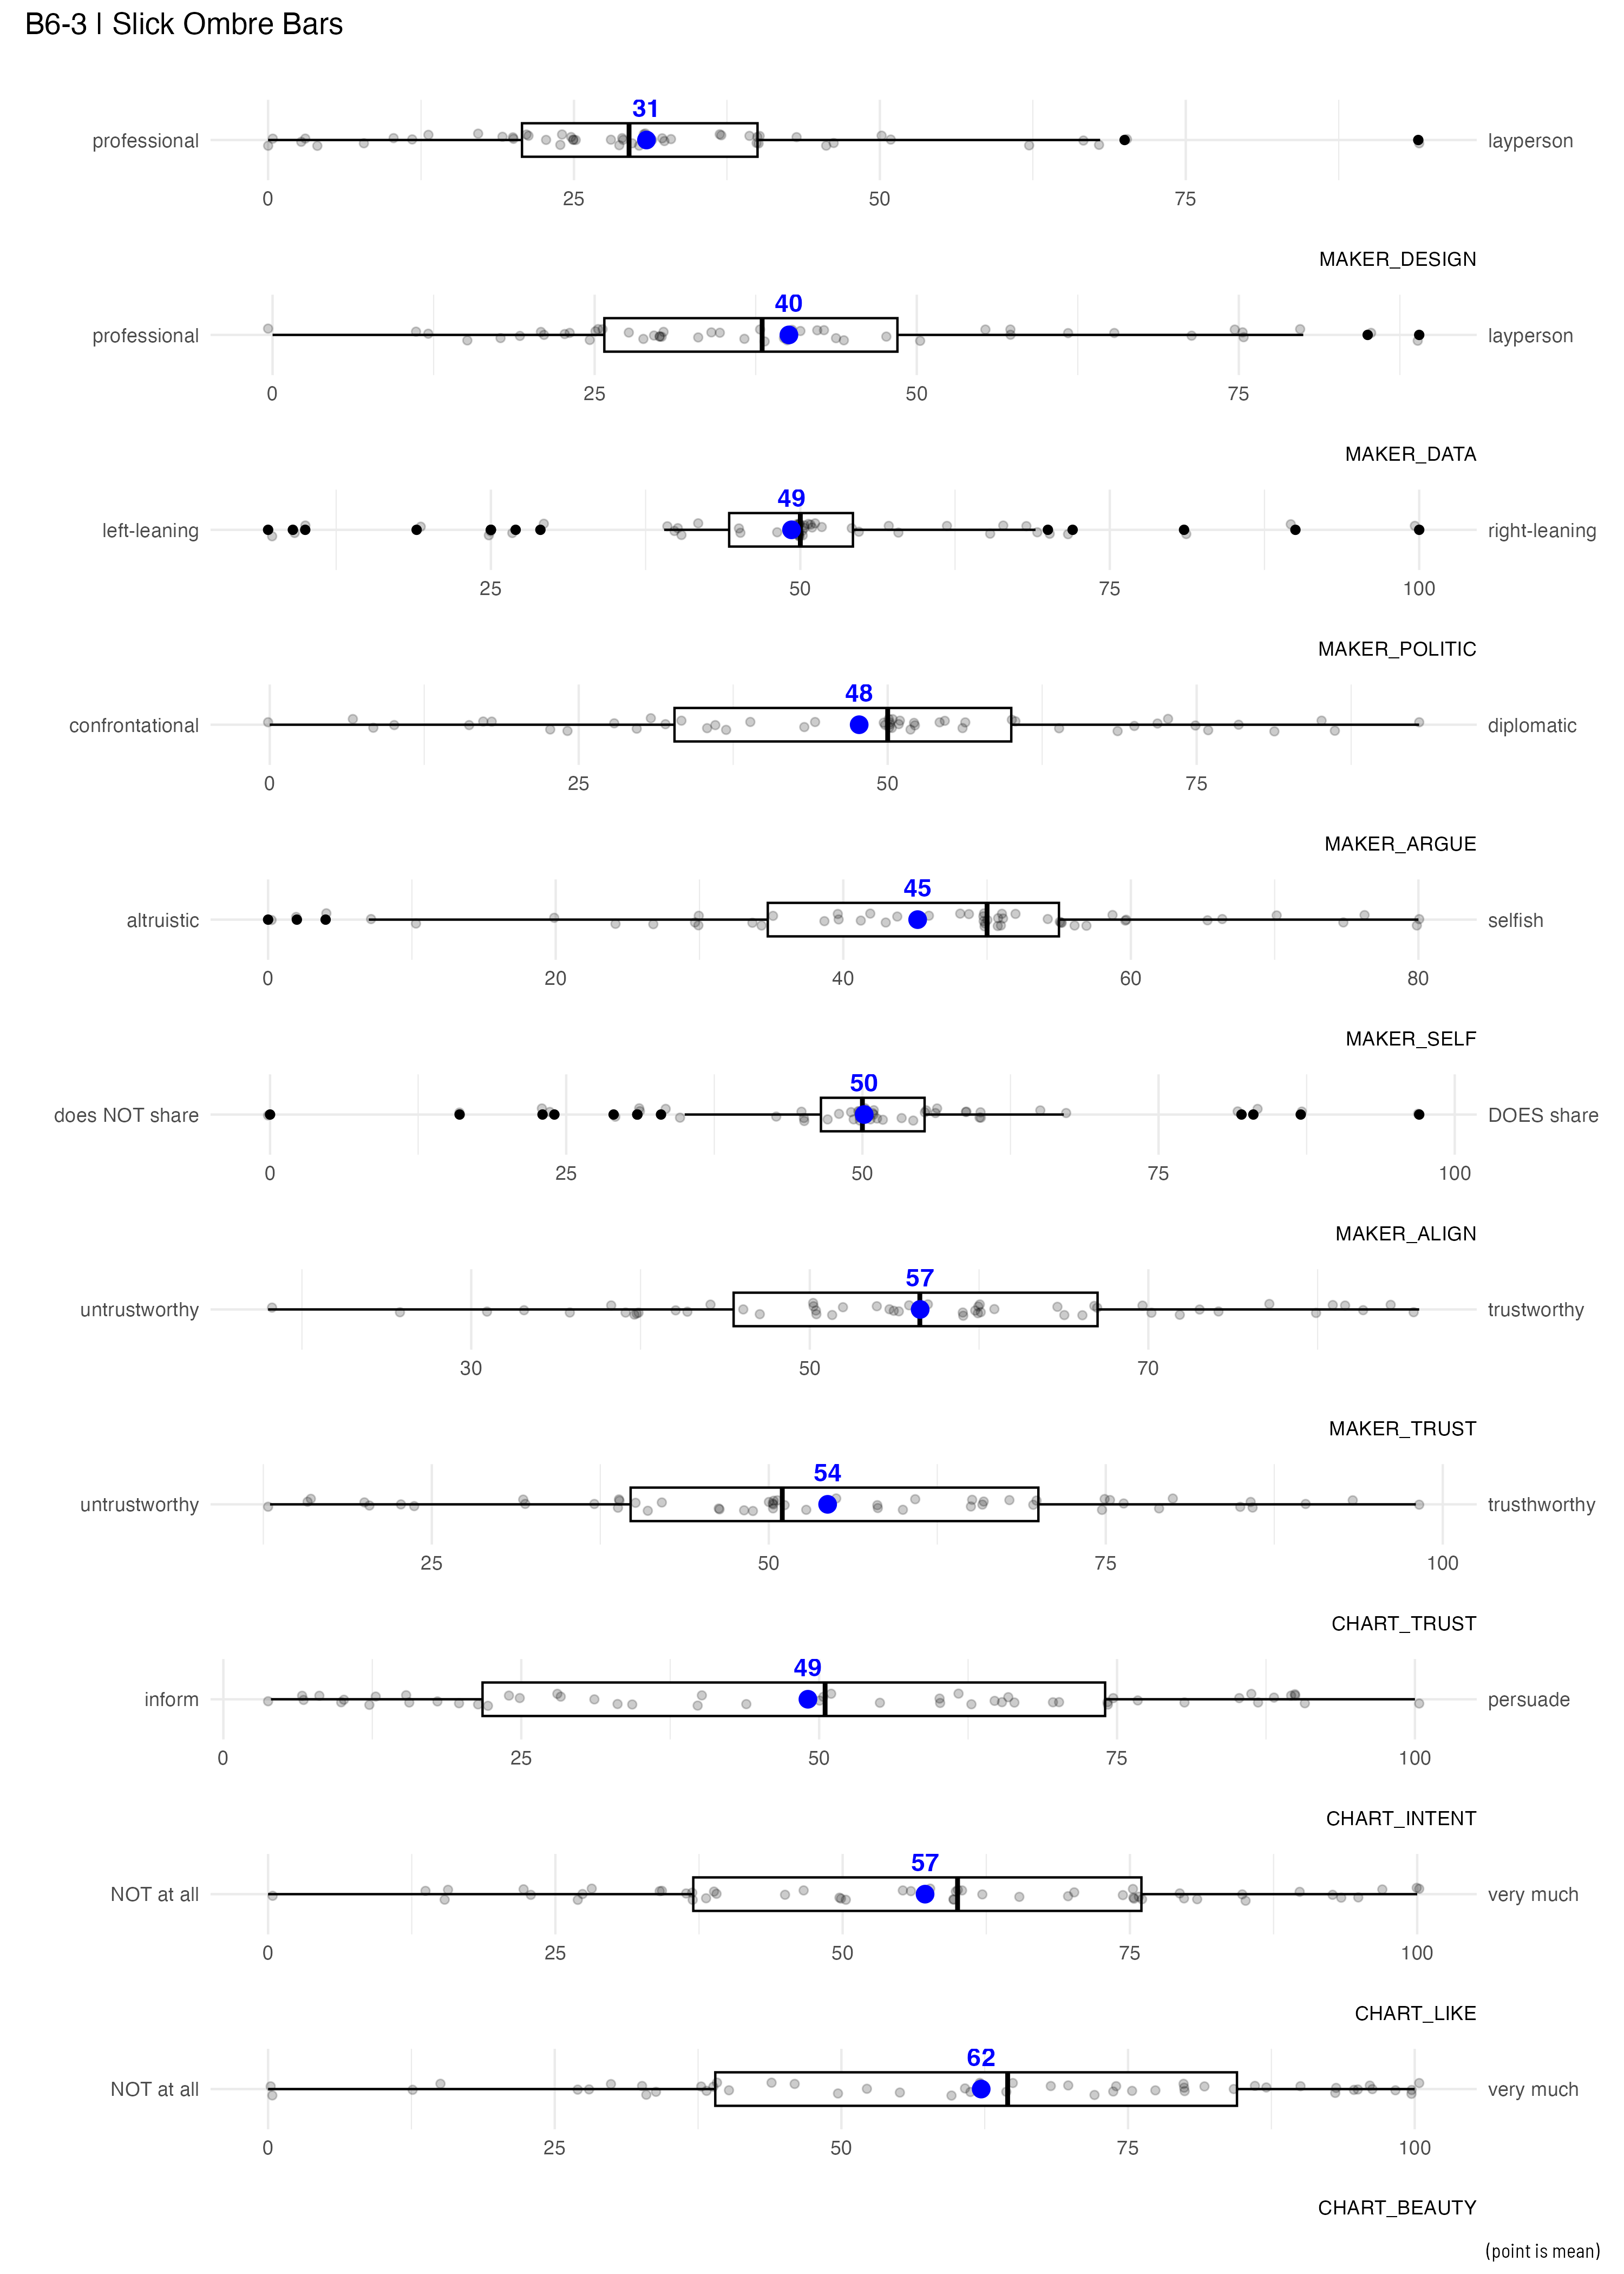 B6-3 | Slick Ombre Bars
31
professional layperson
0 25 50 75
MAKER_DESIGN
40
professional layperson
0 25 50 75
MAKER_DATA
49
left-leaning right-leaning
25 50 75 100
MAKER_POLITIC
48
confrontational diplomatic
0 25 50 75
MAKER_ARGUE
45
altruistic selfish
0 20 40 60 80
MAKER_SELF
50
does NOT share DOES share
0 25 50 75 100
MAKER_ALIGN
57
untrustworthy trustworthy
30 50 70
MAKER_TRUST
54
untrustworthy trusthworthy
25 50 75 100
CHART_TRUST
49
inform persuade
0 25 50 75 100
CHART_INTENT
57
NOT at all very much
0 25 50 75 100
CHART_LIKE
62
NOT at all very much
0 25 50 75 100
CHART_BEAUTY
(point is mean)